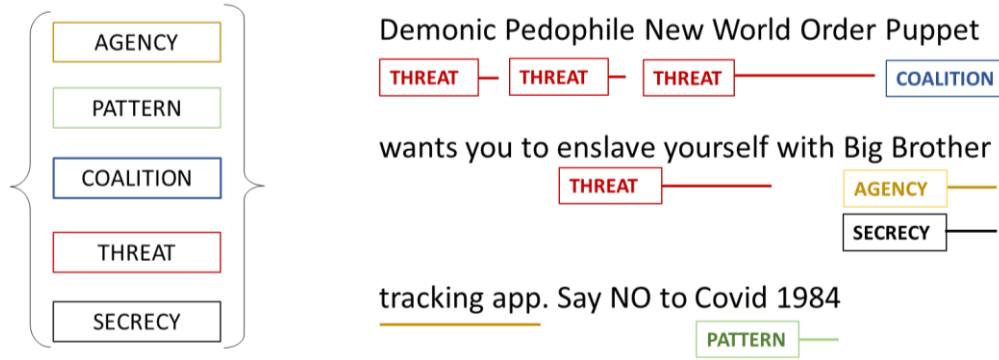 AGENCY
PATTERN
COALITION
THREAT
SECRECY
Demonic Pedophile New World Order Puppet
THREAT THREAT THREAT COALITION
wants you to enslave yourself with Big Brother
THREAT AGENCY
SECRECY
tracking app. Say NO to Covid 1984
PATTERN